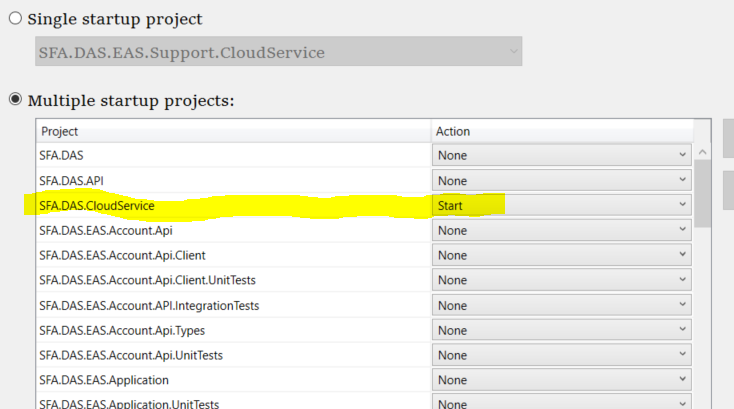 Single startup project
SFA.DAS.EAS.Support.CloudService
Multiple startup projects:
Project Action
SFA.DAS None
SFA.DAS.API None
SFA.DAS.CloudService Start
SFA.DAS.EAS.Account.Api None
SFA.DAS.EAS.Account.Api.Client None
SFA.DAS.EAS.Account.Api.Client.UnitTests None
SFA.DAS.EAS.Account.API.IntegrationTests None
SFA.DAS.EAS.Account.Api.Types None
SFA.DAS.EAS.Account.Api.UnitTests None
SFA.DAS.EAS.Application None
SFA.DAS.EAS.Application.UnitTests None